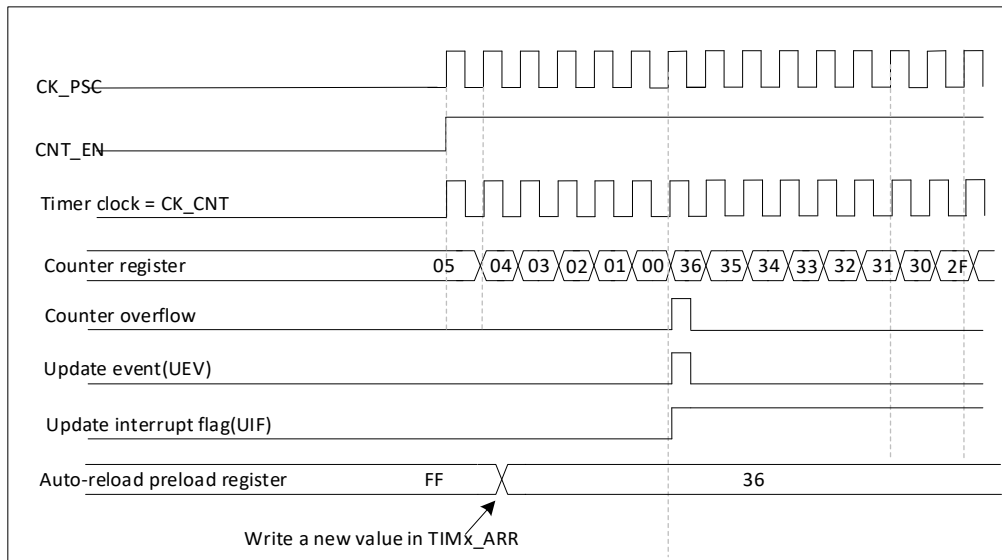 CK_PSC
CNT_EN
Timer clock = CK_CNT
Counter register 05 04 03 02 01 00 36 35 34 33 32 31 30 2F
Counter overflow
Update event(UEV)
Update interrupt flag(UIF)
Auto-reload preload register FF 36
Write a new value in TIMx_ARR